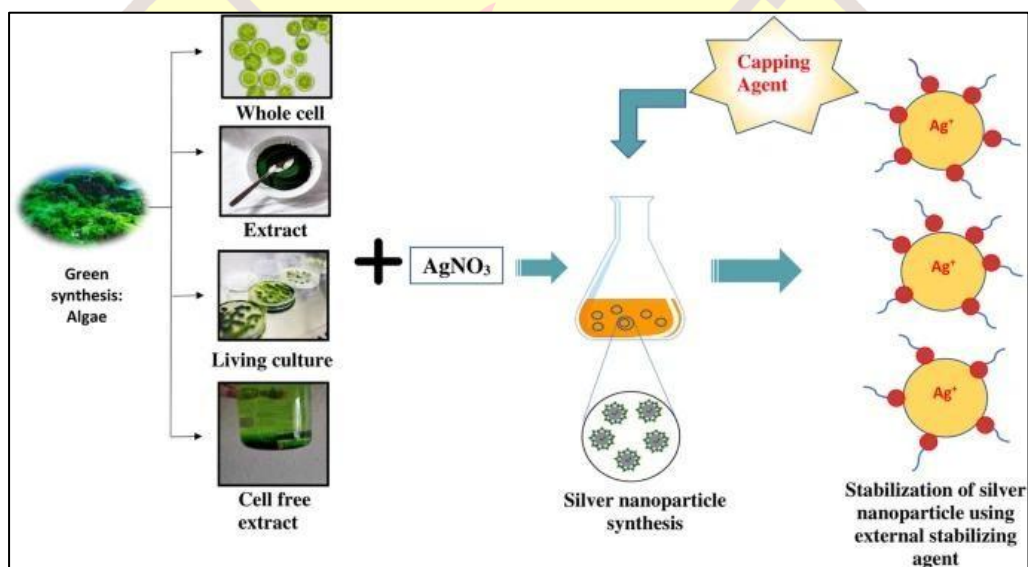 Whole cell
Extract
Living culture
Cell free
extract
Green
synthesis:
Algae
AgNO₃
Capping
Agent
Silver nanoparticle
synthesis
Ag⁺
Ag⁺
Ag⁺
Stabilization of silver
nanoparticle using
external stabilizing
agent